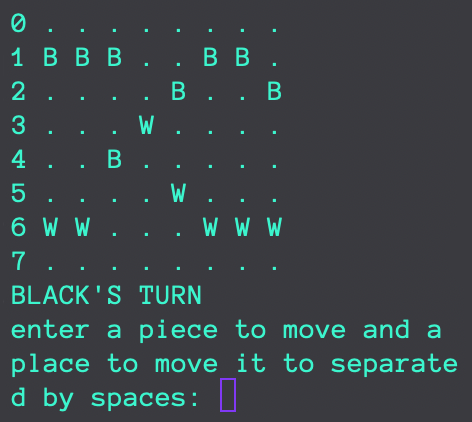 0 . . . . . . . .
1 B B B . . B B .
2 . . . . B . . B
3 . . . W . . . .
4 . . B . . . . .
5 . . . . W . . .
6 W W . . . W W W
7 . . . . . . . .
BLACK'S TURN
enter a piece to move and a
place to move it to separate
d by spaces: